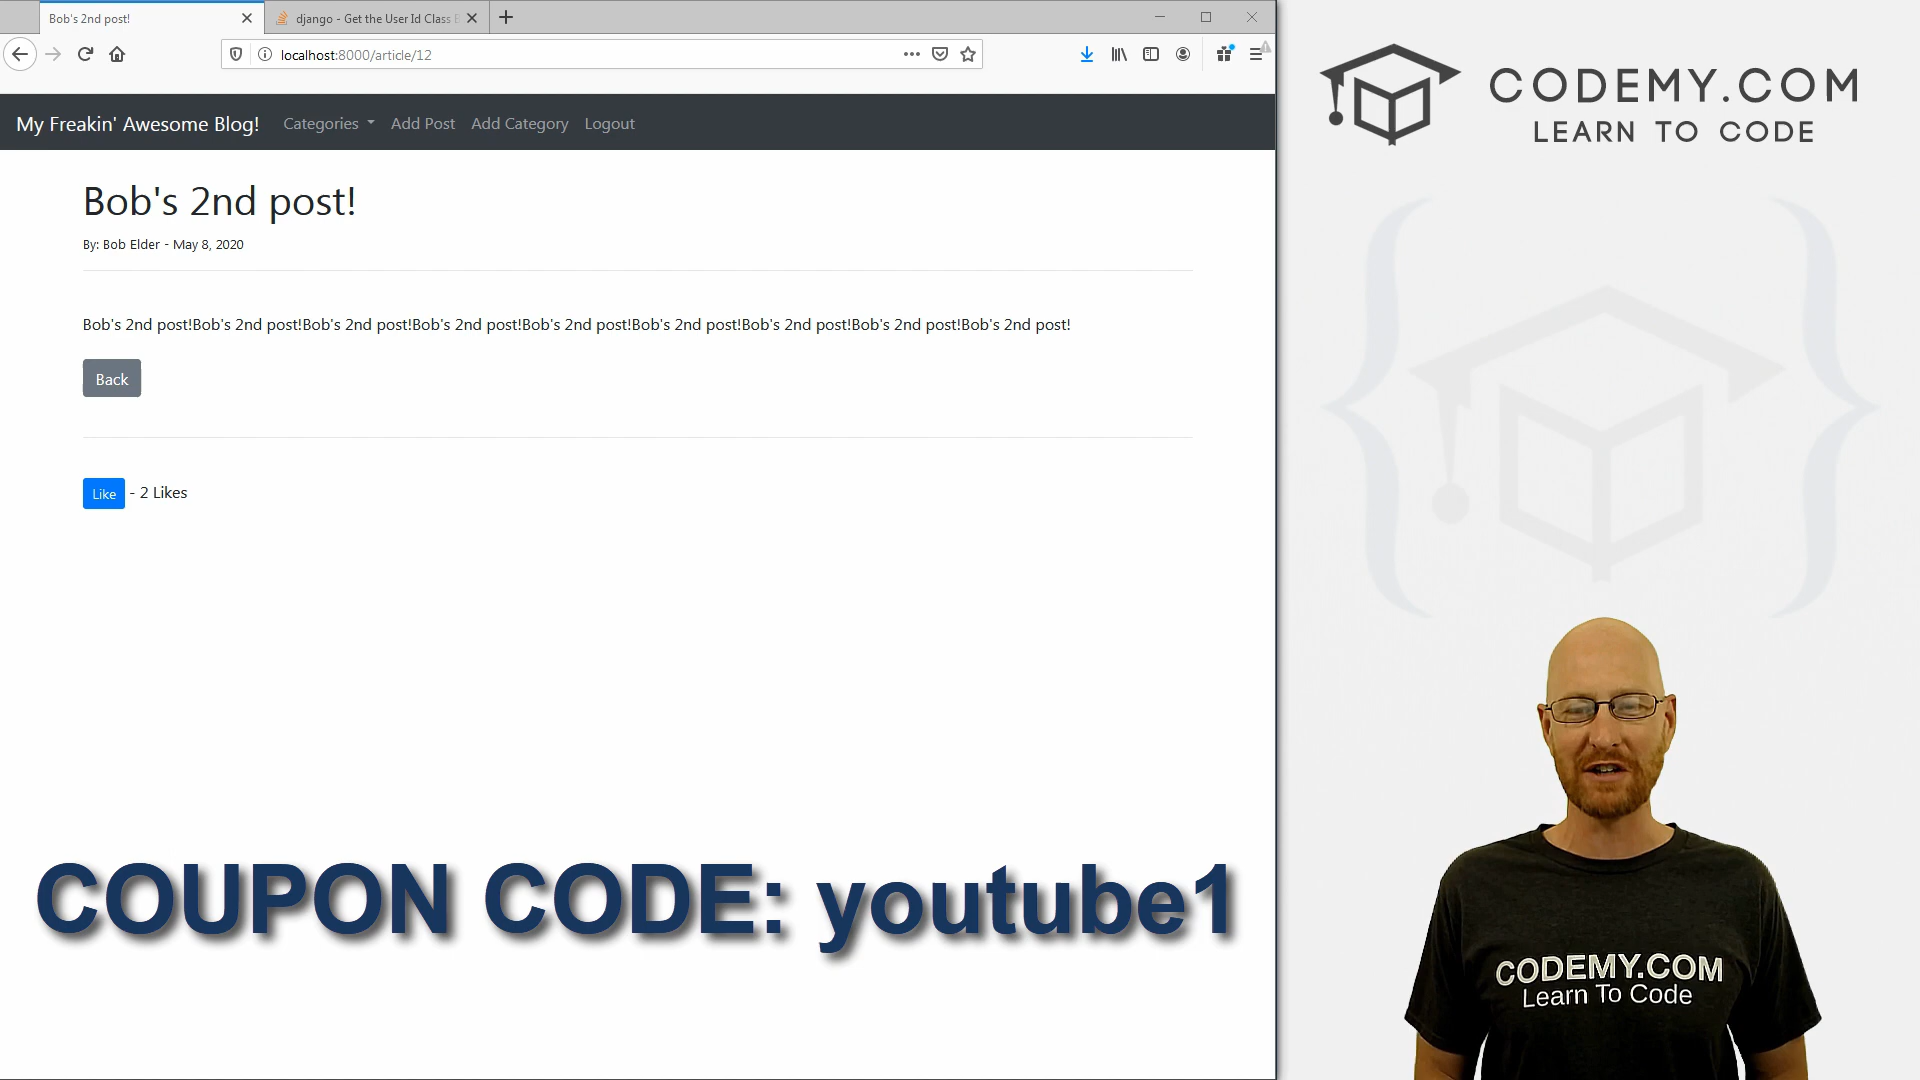 Bob's 2nd post!
django - Get the User Id Class
localhost:8000/article/12
My Freakin' Awesome Blog! Categories Add Post Add Category Logout
Bob's 2nd post!
By: Bob Elder - May 8, 2020
Bob's 2nd post!Bob's 2nd post!Bob's 2nd post!Bob's 2nd post!Bob's 2nd post!Bob's 2nd post!Bob's 2nd post!Bob's 2nd post!Bob's 2nd post!
Back
Like - 2 Likes
COUPON CODE: youtube1
CODEMY.COM
LEARN TO CODE
CODEMY.COM
Learn To Code